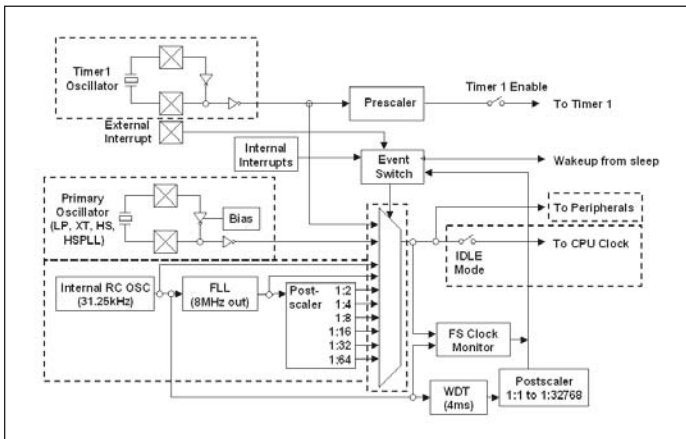 Timer1
Oscillator
Timer 1 Enable
Prescaler
To Timer 1
External
Interrupt
Internal
Interrupts
Event
Switch
Wakeup from sleep
Primary
Oscillator
(LP, XT, HS,
HSPLL)
Bias
To Peripherals
To CPU Clock
IDLE
Mode
Internal RC OSC
(31.25kHz)
FLL
(8MHz out)
Post-
scaler
1:2
1:4
1:8
1:16
1:32
1:64
FS Clock
Monitor
WDT
(4ms)
Postscaler
1:1 to 1:32768